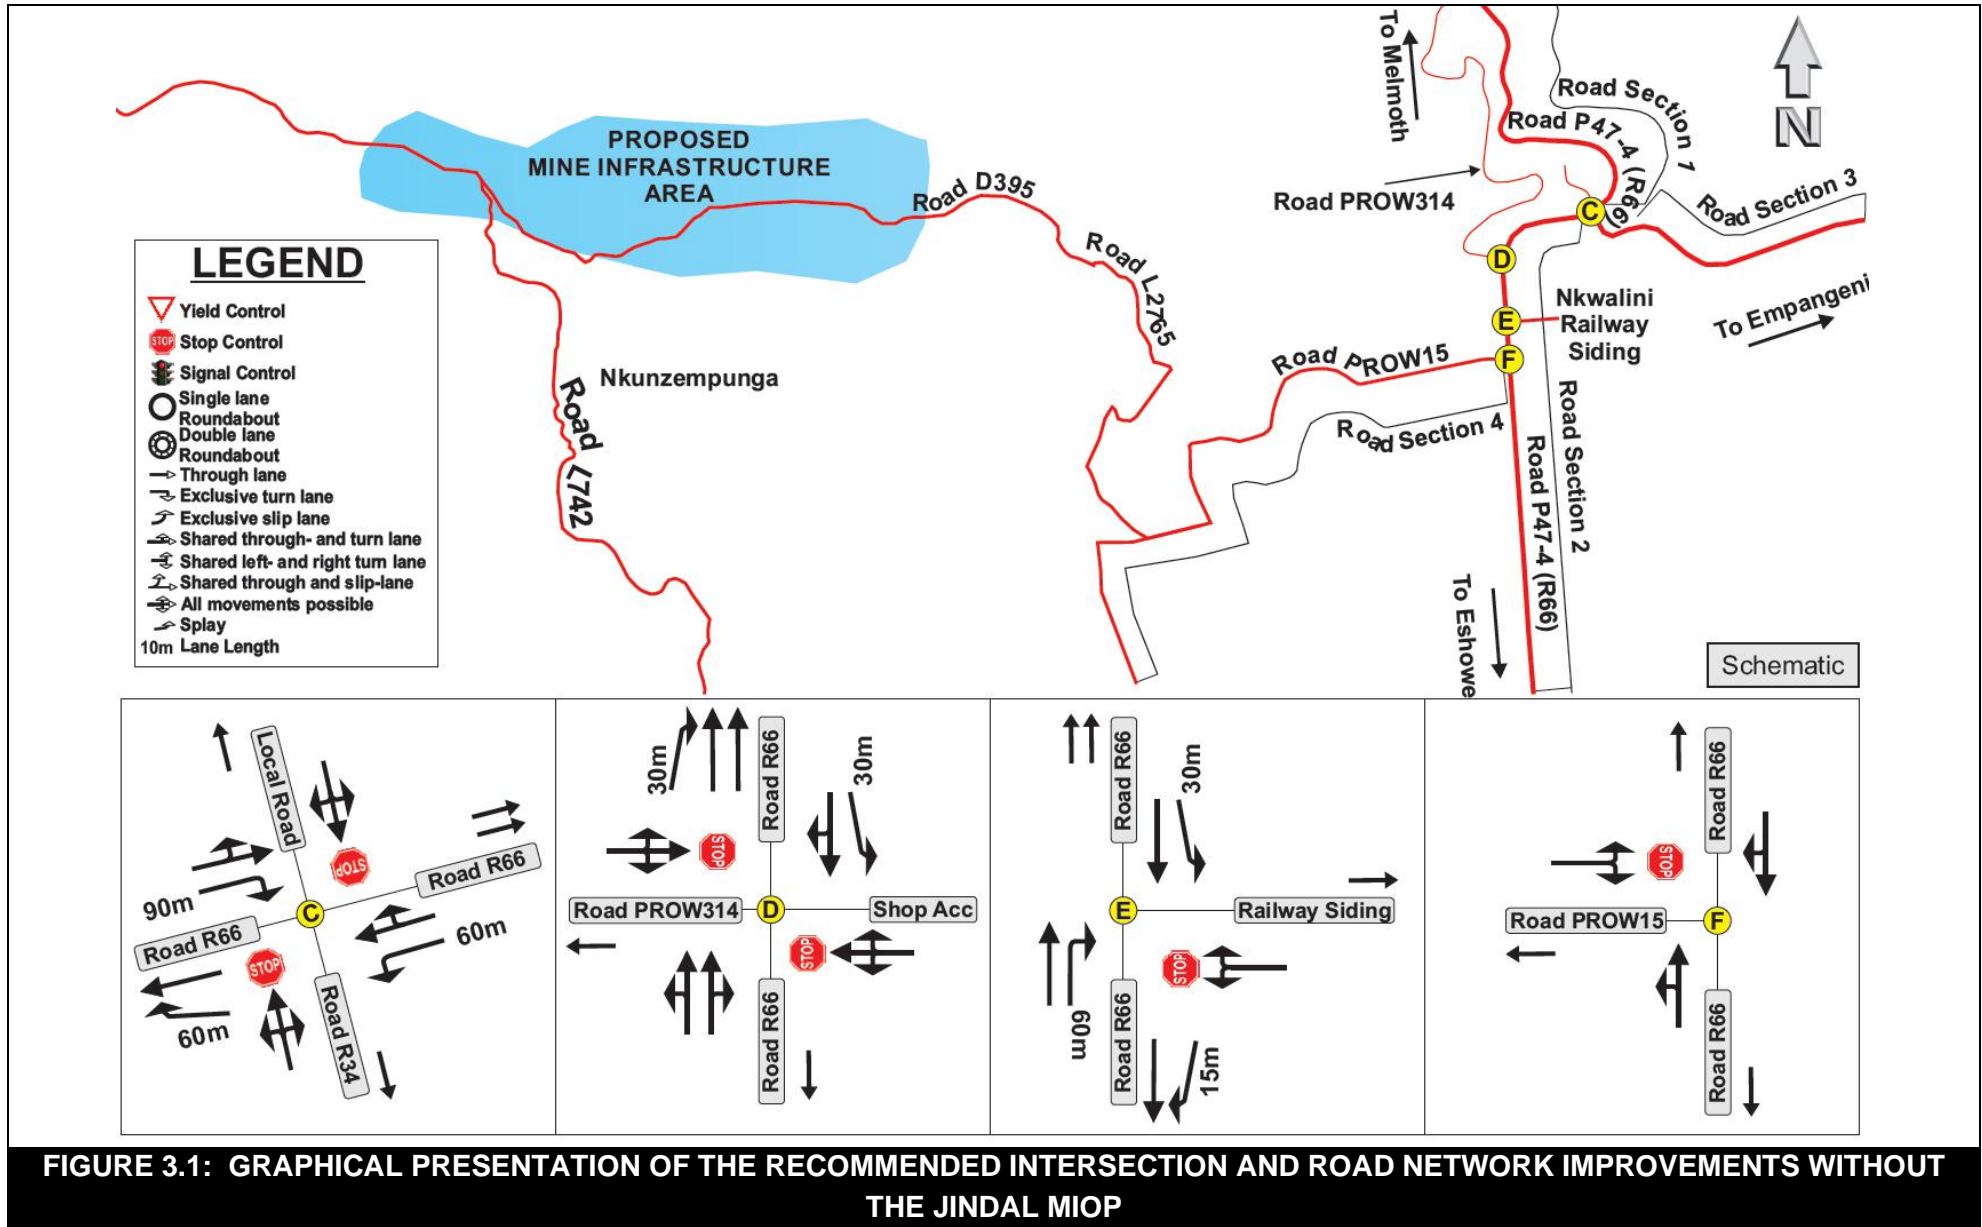 To Melmoth
Road Section 1
Road P47-4 (R66)
N
PROPOSED
MINE INFRASTRUCTURE
AREA
Road D395
Road PROW314
C
Road Section 3
Road L2765
D
LEGEND
Yield Control
STOP Stop Control
Signal Control
Single lane
Roundabout
Double lane
Roundabout
Through lane
Exclusive turn lane
Exclusive slip lane
Shared through- and turn lane
Shared left- and right turn lane
Shared through and slip-lane
All movements possible
Splay
10m Lane Length
Nkwalini
Railway
Siding
To Empangeni
E
F
Road PROW15
Nkunzempunga
Road L742
Road Section 4
Road Section 2
Road P47-4 (R66)
To Eshowe
Schematic
Local Road
STOP
Road R66
90m
C
Road R66
60m
STOP
60m
Road R34
30m
Road R66
30m
STOP
Road PROW314
D
Shop Acc
STOP
Road R66
Road R66
30m
E
Railway Siding
STOP
60m
Road R66
15m
Road R66
STOP
Road PROW15
F
Road R66
FIGURE 3.1: GRAPHICAL PRESENTATION OF THE RECOMMENDED INTERSECTION AND ROAD NETWORK IMPROVEMENTS WITHOUT
THE JINDAL MIOP